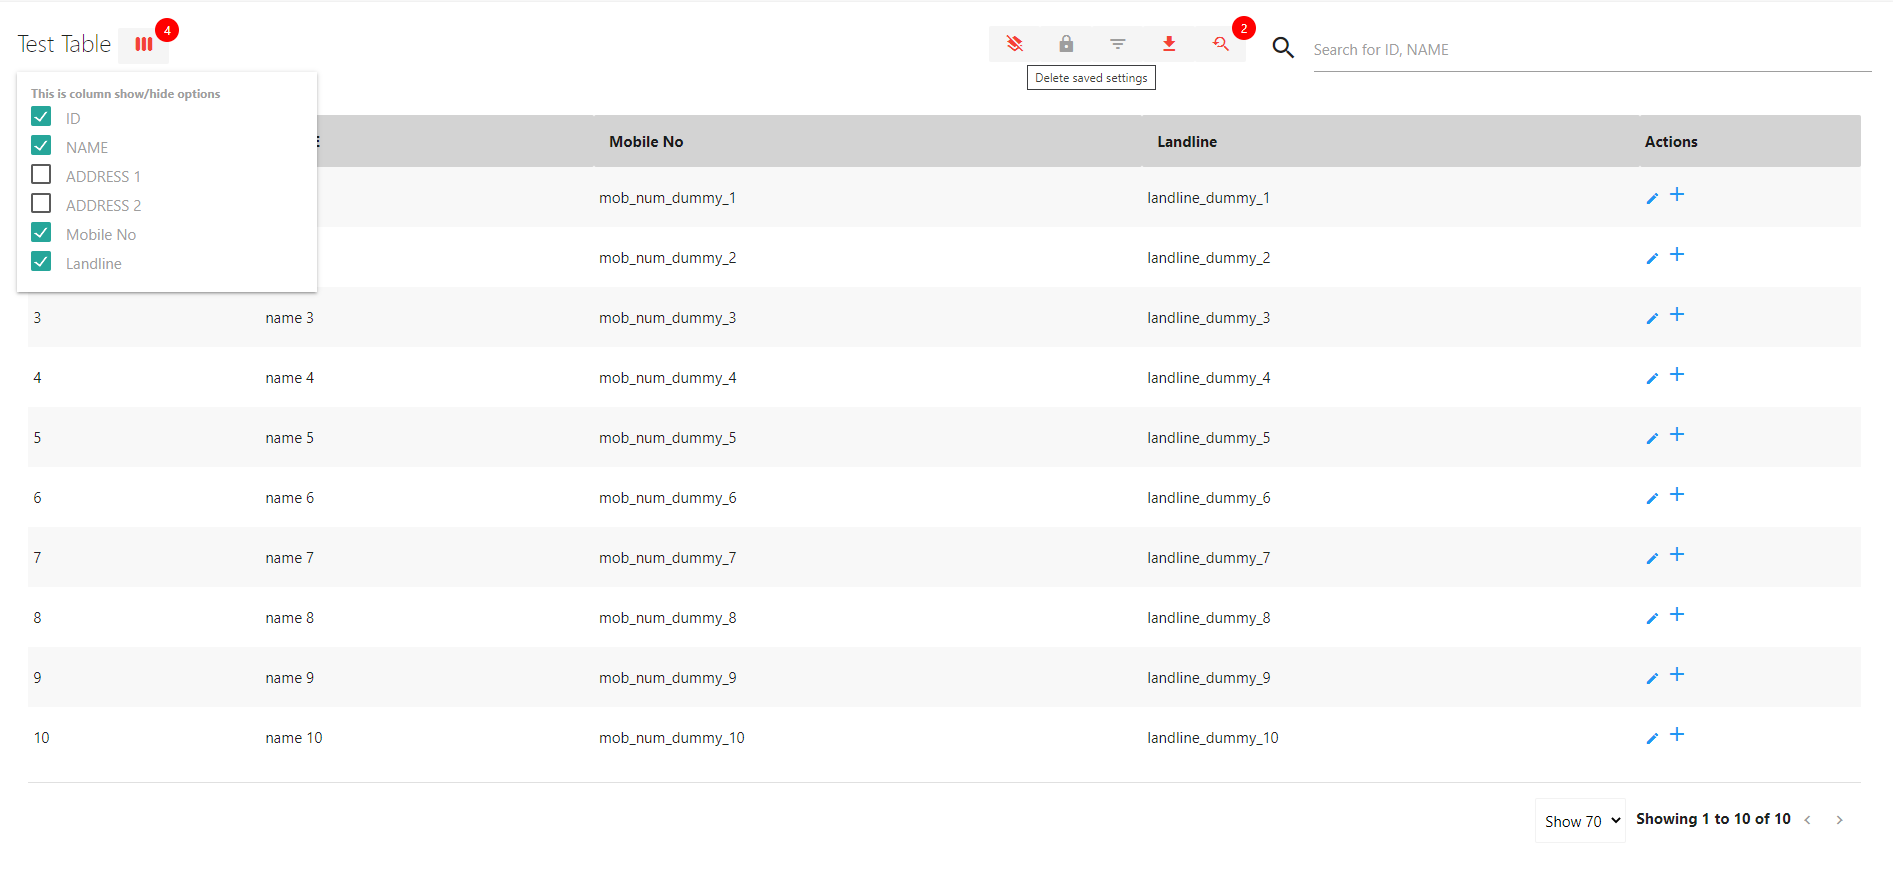 Test Table 4
2
Search for ID, NAME
Delete saved settings
This is column show/hide options
ID
NAME
ADDRESS 1
ADDRESS 2
Mobile No
Landline
E Mobile No Landline Actions
mob_num_dummy_1 landline_dummy_1
mob_num_dummy_2 landline_dummy_2
3 name 3 mob_num_dummy_3 landline_dummy_3
4 name 4 mob_num_dummy_4 landline_dummy_4
5 name 5 mob_num_dummy_5 landline_dummy_5
6 name 6 mob_num_dummy_6 landline_dummy_6
7 name 7 mob_num_dummy_7 landline_dummy_7
8 name 8 mob_num_dummy_8 landline_dummy_8
9 name 9 mob_num_dummy_9 landline_dummy_9
10 name 10 mob_num_dummy_10 landline_dummy_10
Show 70 Showing 1 to 10 of 10